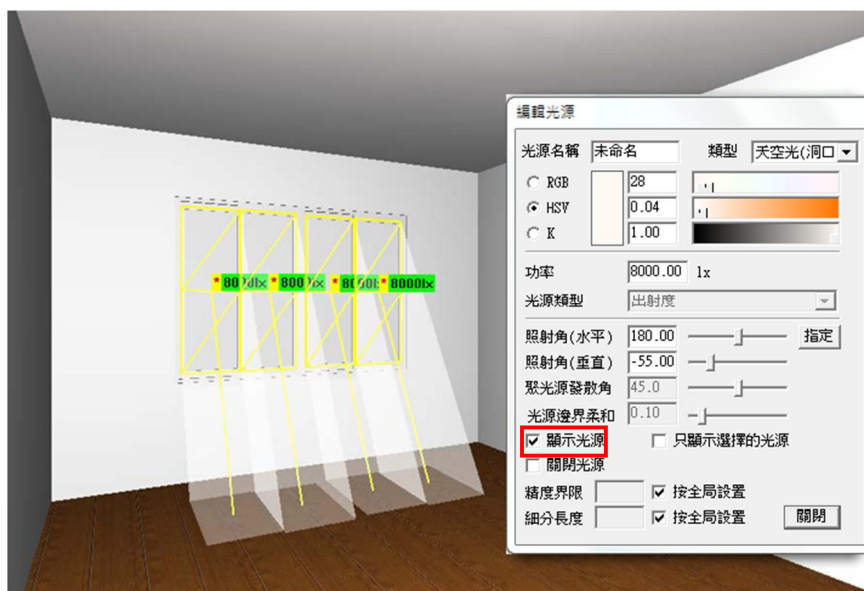 編輯光源
光源名稱 未命名 類型 天空光(洞口
RGB 28
HSV 0.04
K 1.00
功率 8000.00 lx
光源類型 出射度
照射角(水平) 180.00 指定
照射角(垂直) -55.00
聚光源發散角 45.0
光源邊界柔和 0.10
顯示光源 只顯示選擇的光源
關閉光源
精度界限 按全局設置
細分長度 按全局設置 關閉
8000lx